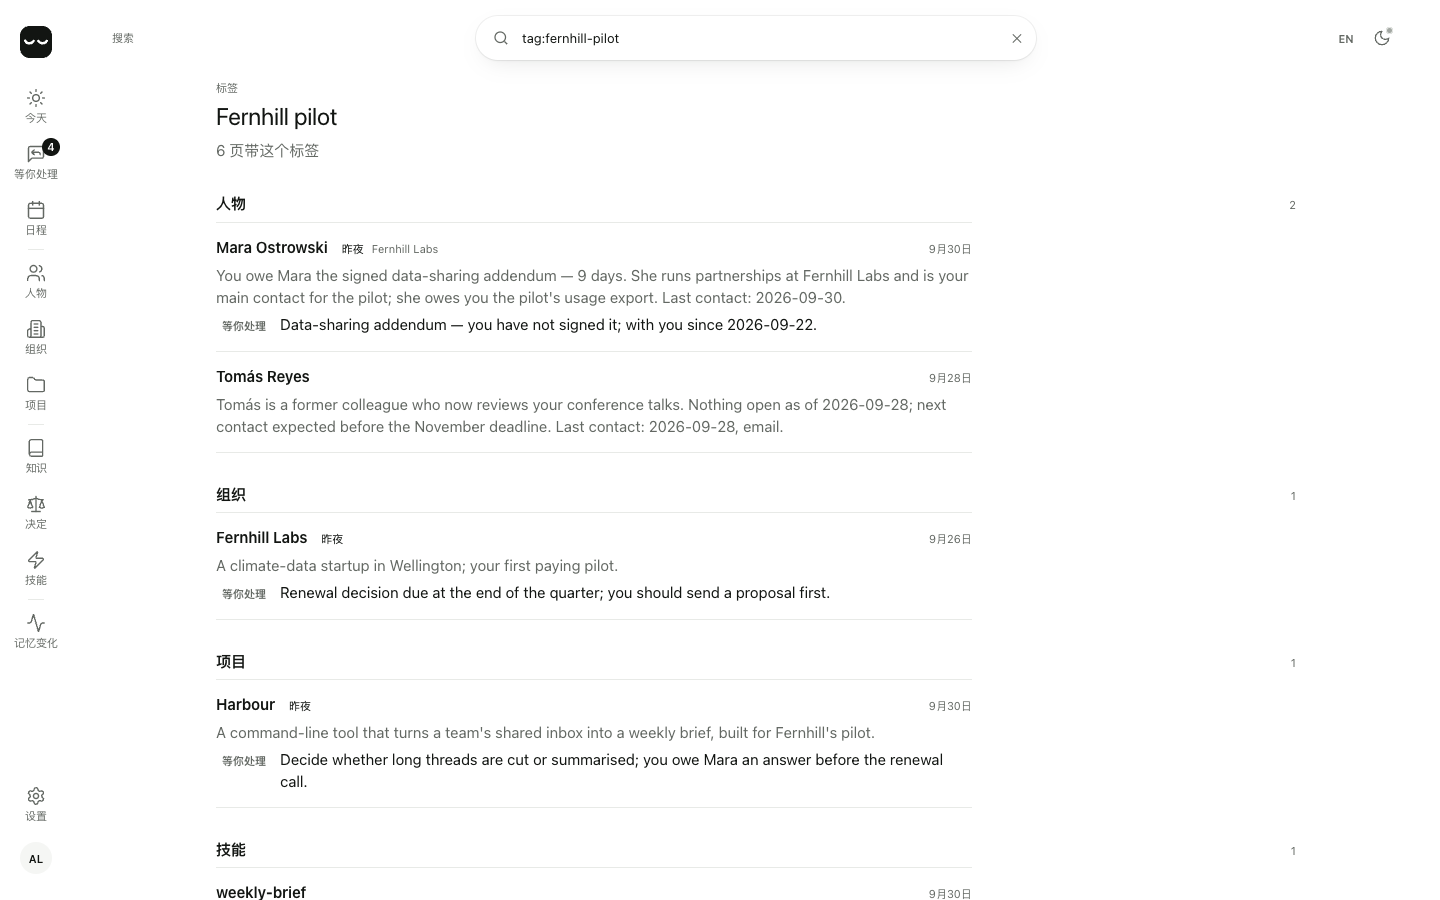 搜索
tag:fernhill-pilot
EN
今天
4
等你处理
日程
人物
组织
项目
知识
决定
技能
记忆变化
设置
AL
标签
Fernhill pilot
6 页带这个标签
人物 2
Mara Ostrowski 昨夜 Fernhill Labs 9月30日
You owe Mara the signed data-sharing addendum — 9 days. She runs partnerships at Fernhill Labs and is your
main contact for the pilot; she owes you the pilot's usage export. Last contact: 2026-09-30.
等你处理 Data-sharing addendum — you have not signed it; with you since 2026-09-22.
Tomás Reyes 9月28日
Tomás is a former colleague who now reviews your conference talks. Nothing open as of 2026-09-28; next
contact expected before the November deadline. Last contact: 2026-09-28, email.
组织 1
Fernhill Labs 昨夜 9月26日
A climate-data startup in Wellington; your first paying pilot.
等你处理 Renewal decision due at the end of the quarter; you should send a proposal first.
项目 1
Harbour 昨夜 9月30日
A command-line tool that turns a team's shared inbox into a weekly brief, built for Fernhill's pilot.
等你处理 Decide whether long threads are cut or summarised; you owe Mara an answer before the renewal
call.
技能 1
weekly-brief 9月30日